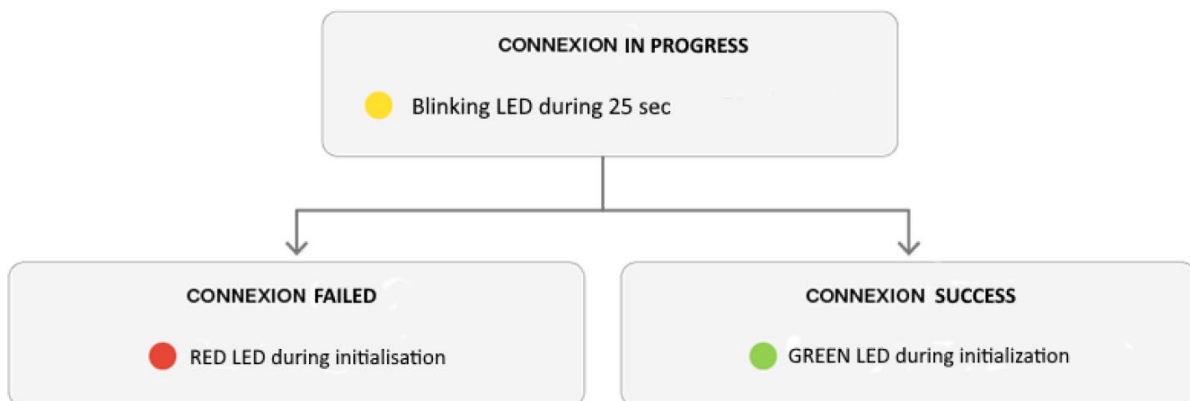 CONNEXION IN PROGRESS
Blinking LED during 25 sec
CONNEXION FAILED
RED LED during initialisation
CONNEXION SUCCESS
GREEN LED during initialization